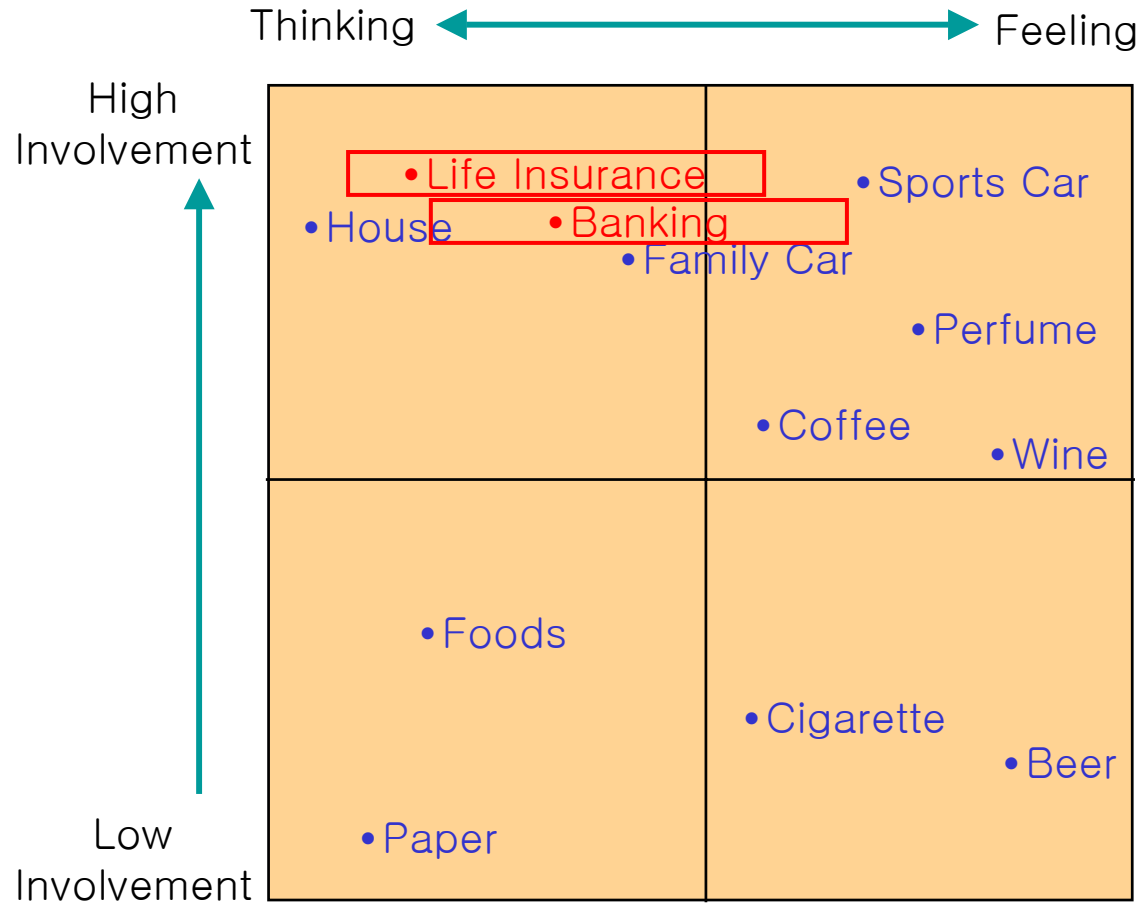 Thinking
Feeling
High
Involvement
• Life Insurance
• Sports Car
• House
• Banking
• Family Car
• Perfume
• Coffee
• Wine
• Foods
• Cigarette
• Beer
Low
Involvement
• Paper